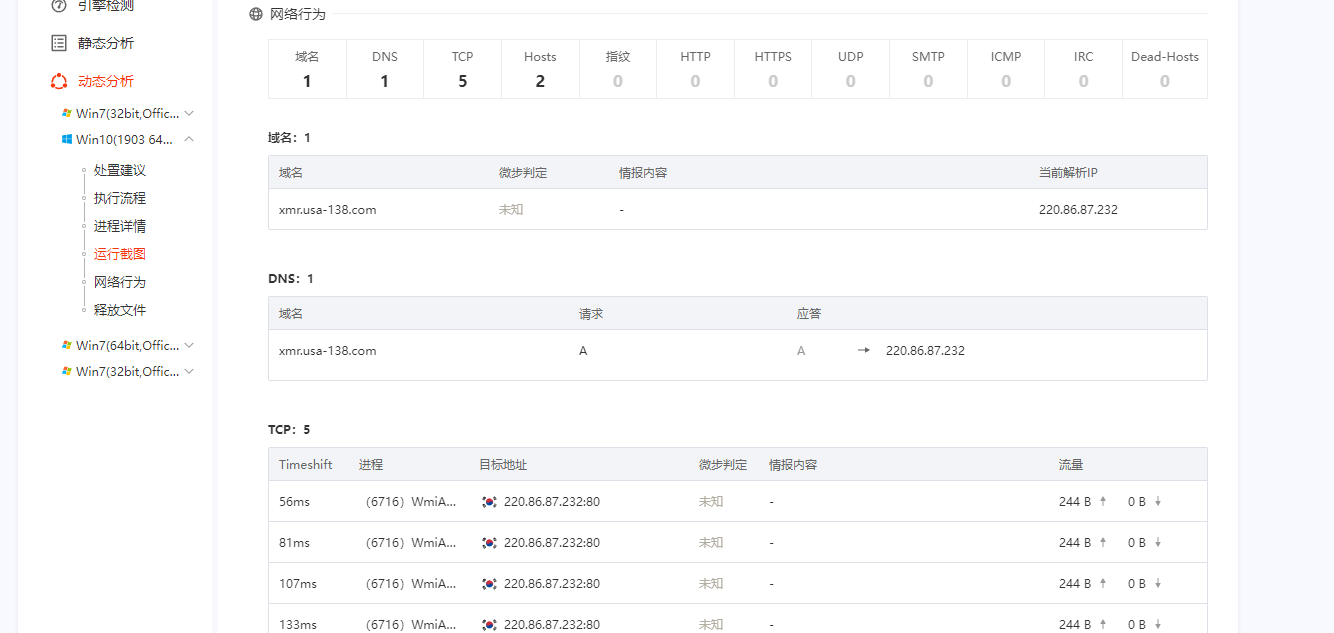 引擎检测
静态分析
动态分析
Win7(32bit,Offic...
Win10(1903 64...
处置建议
执行流程
进程详情
运行截图
网络行为
释放文件
Win7(64bit,Offic...
Win7(32bit,Offic...
网络行为
域名 DNS TCP Hosts 指纹 HTTP HTTPS UDP SMTP ICMP IRC Dead-Hosts
1 1 5 2 0 0 0 0 0 0 0 0
域名：1
域名 微步判定 情报内容 当前解析IP
xmr.usa-138.com 未知 - 220.86.87.232
DNS：1
域名 请求 应答
xmr.usa-138.com A A → 220.86.87.232
TCP：5
Timeshift 进程 目标地址 微步判定 情报内容 流量
56ms （6716）WmiA... 220.86.87.232:80 未知 - 244 B ↑ 0 B ↓
81ms （6716）WmiA... 220.86.87.232:80 未知 - 244 B ↑ 0 B ↓
107ms （6716）WmiA... 220.86.87.232:80 未知 - 244 B ↑ 0 B ↓
133ms （6716）WmiA... 220.86.87.232:80 未知 - 244 B ↑ 0 B ↓